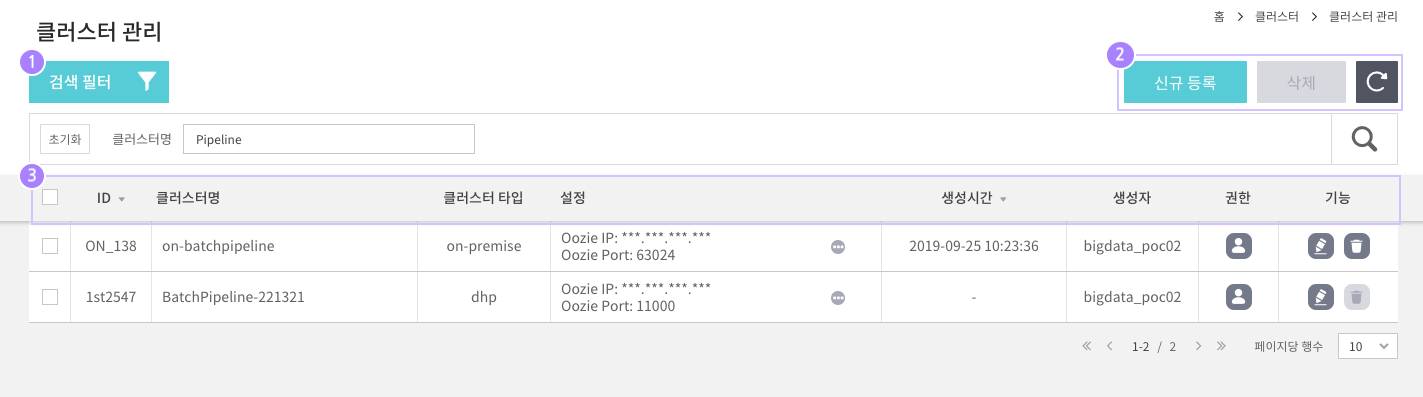 홈 > 클러스터 > 클러스터 관리
클러스터 관리
1
2
검색 필터
신규 등록 삭제
초기화 클러스터명 Pipeline
3
ID 클러스터명 클러스터 타입 설정 생성시간 생성자 권한 기능
ON_138 on-batchpipeline on-premise Oozie IP: ***.***.***.*** 2019-09-25 10:23:36 bigdata_poc02
Oozie Port: 63024
1st2547 BatchPipeline-221321 dhp Oozie IP: ***.***.***.*** - bigdata_poc02
Oozie Port: 11000
1-2 / 2 페이지당 행수 10